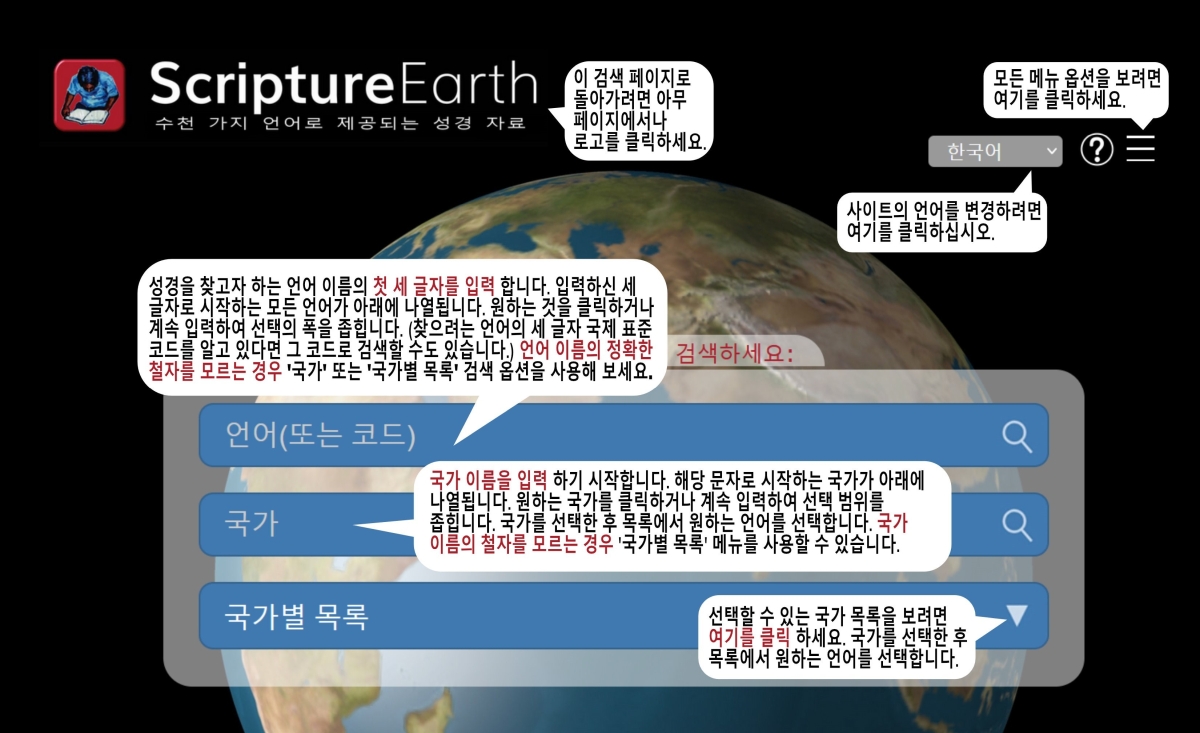 ScriptureEarth
수천 가지 언어로 제공되는 성경 자료
이 검색 페이지로
돌아가려면 아무
페이지에서나
로고를 클릭하세요.
모든 메뉴 옵션을 보려면
여기를 클릭하세요.
한국어
?
사이트의 언어를 변경하려면
여기를 클릭하십시오.
성경을 찾고자 하는 언어 이름의 첫 세 글자를 입력 합니다. 입력하신 세
글자로 시작하는 모든 언어가 아래에 나열됩니다. 원하는 것을 클릭하거나
계속 입력하여 선택의 폭을 좁힙니다. (찾으려는 언어의 세 글자 국제 표준
코드를 알고 있다면 그 코드로 검색할 수도 있습니다.) 언어 이름의 정확한
철자를 모르는 경우 '국가' 또는 '국가별 목록' 검색 옵션을 사용해 보세요.
검색하세요:
언어(또는 코드)
국가 이름을 입력 하기 시작합니다. 해당 문자로 시작하는 국가가 아래에
나열됩니다. 원하는 국가를 클릭하거나 계속 입력하여 선택 범위를
좁힙니다. 국가를 선택한 후 목록에서 원하는 언어를 선택합니다. 국가
이름의 철자를 모르는 경우 '국가별 목록' 메뉴를 사용할 수 있습니다.
국가
국가별 목록
선택할 수 있는 국가 목록을 보려면
여기를 클릭 하세요. 국가를 선택한 후
목록에서 원하는 언어를 선택합니다.